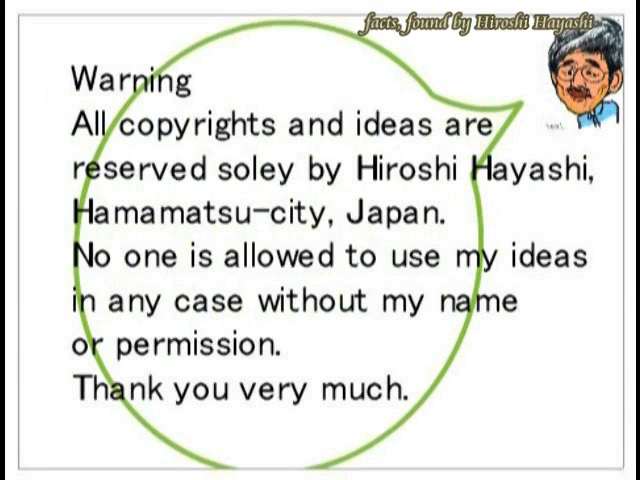 facts, found by Hiroshi Hayashi
Warning
All copyrights and ideas are
reserved soley by Hiroshi Hayashi,
Hamamatsu-city, Japan.
No one is allowed to use my ideas
in any case without my name
or permission.
Thank you very much.